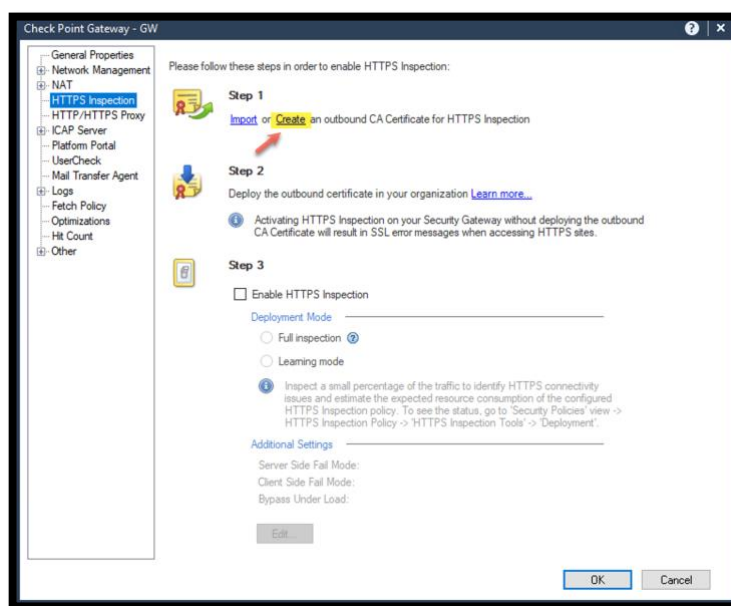 Check Point Gateway - GW
General Properties
Network Management
NAT
HTTPS Inspection
HTTP/HTTPS Proxy
ICAP Server
Platform Portal
UserCheck
Mail Transfer Agent
Logs
Fetch Policy
Optimizations
Hit Count
Other
Please follow these steps in order to enable HTTPS Inspection:
Step 1
Import or Create an outbound CA Certificate for HTTPS Inspection
Step 2
Deploy the outbound certificate in your organization Learn more...
Activating HTTPS Inspection on your Security Gateway without deploying the outbound
CA Certificate will result in SSL error messages when accessing HTTPS sites.
Step 3
Enable HTTPS Inspection
Deployment Mode
Full inspection
Learning mode
Inspect a small percentage of the traffic to identify HTTPS connectivity
issues and estimate the expected resource consumption of the configured
HTTPS Inspection policy. To see the status, go to 'Security Policies' view ->
HTTPS Inspection Policy -> 'HTTPS Inspection Tools' -> 'Deployment'.
Additional Settings
Server Side Fail Mode:
Client Side Fail Mode:
Bypass Under Load:
Edit...
OK Cancel